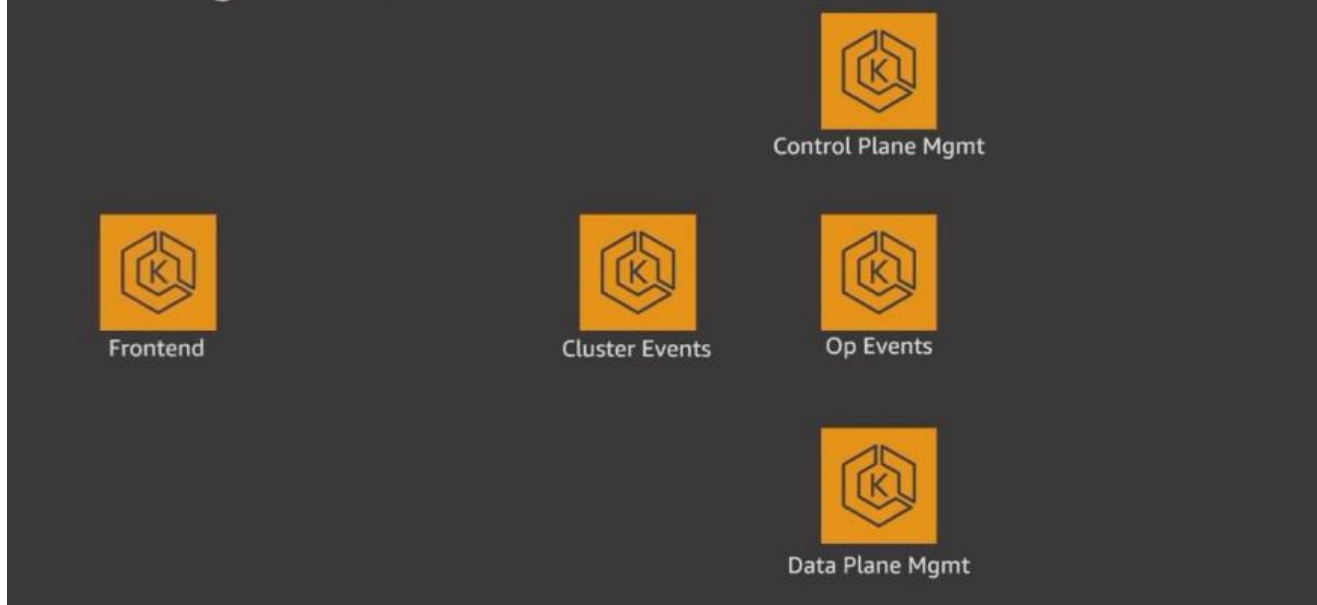 Control Plane Mgmt
K
Frontend
K
Cluster Events
K
Op Events
K
Data Plane Mgmt
K